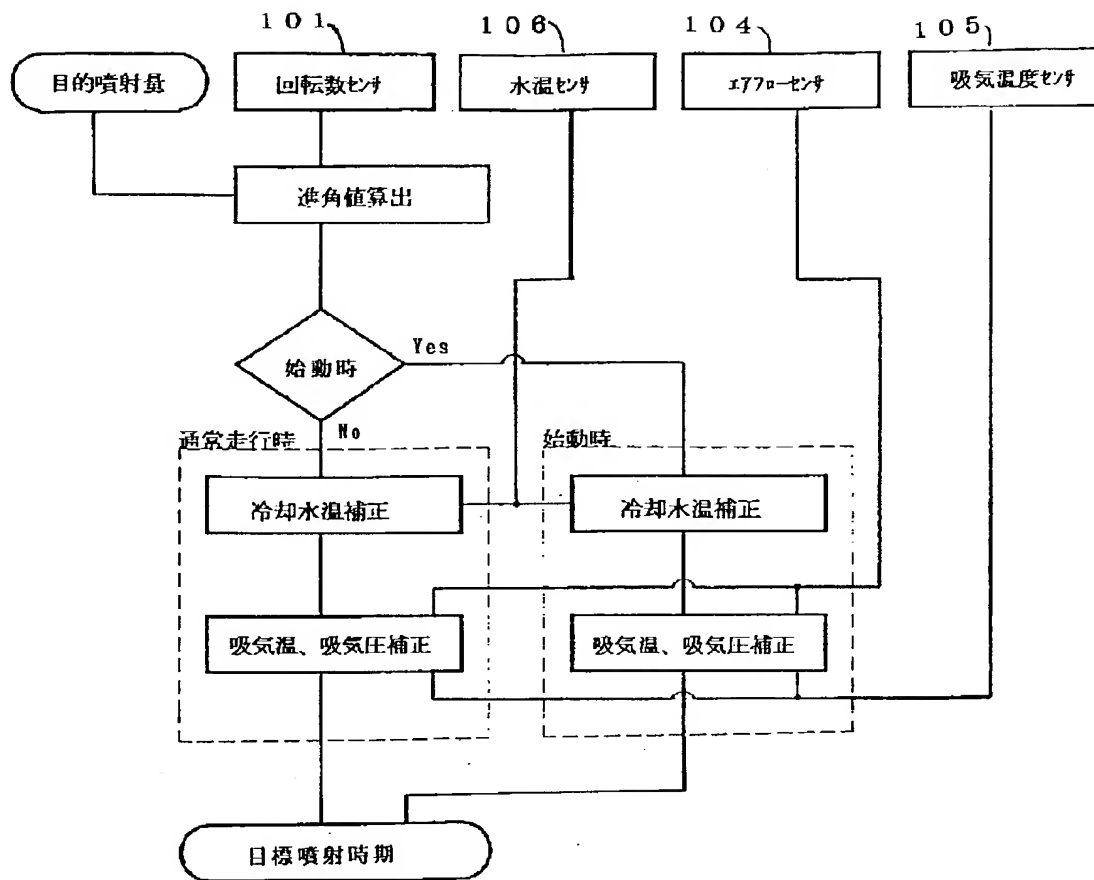 101
106
104
105
目的噴射量
回転数ｾﾝｻ
水温ｾﾝｻ
ｴｱﾌﾛｰｾﾝｻ
吸気温度ｾﾝｻ
進角値算出
始動時
Yes
No
通常走行時
始動時
冷却水温補正
冷却水温補正
吸気温、吸気圧補正
吸気温、吸気圧補正
目標噴射時期